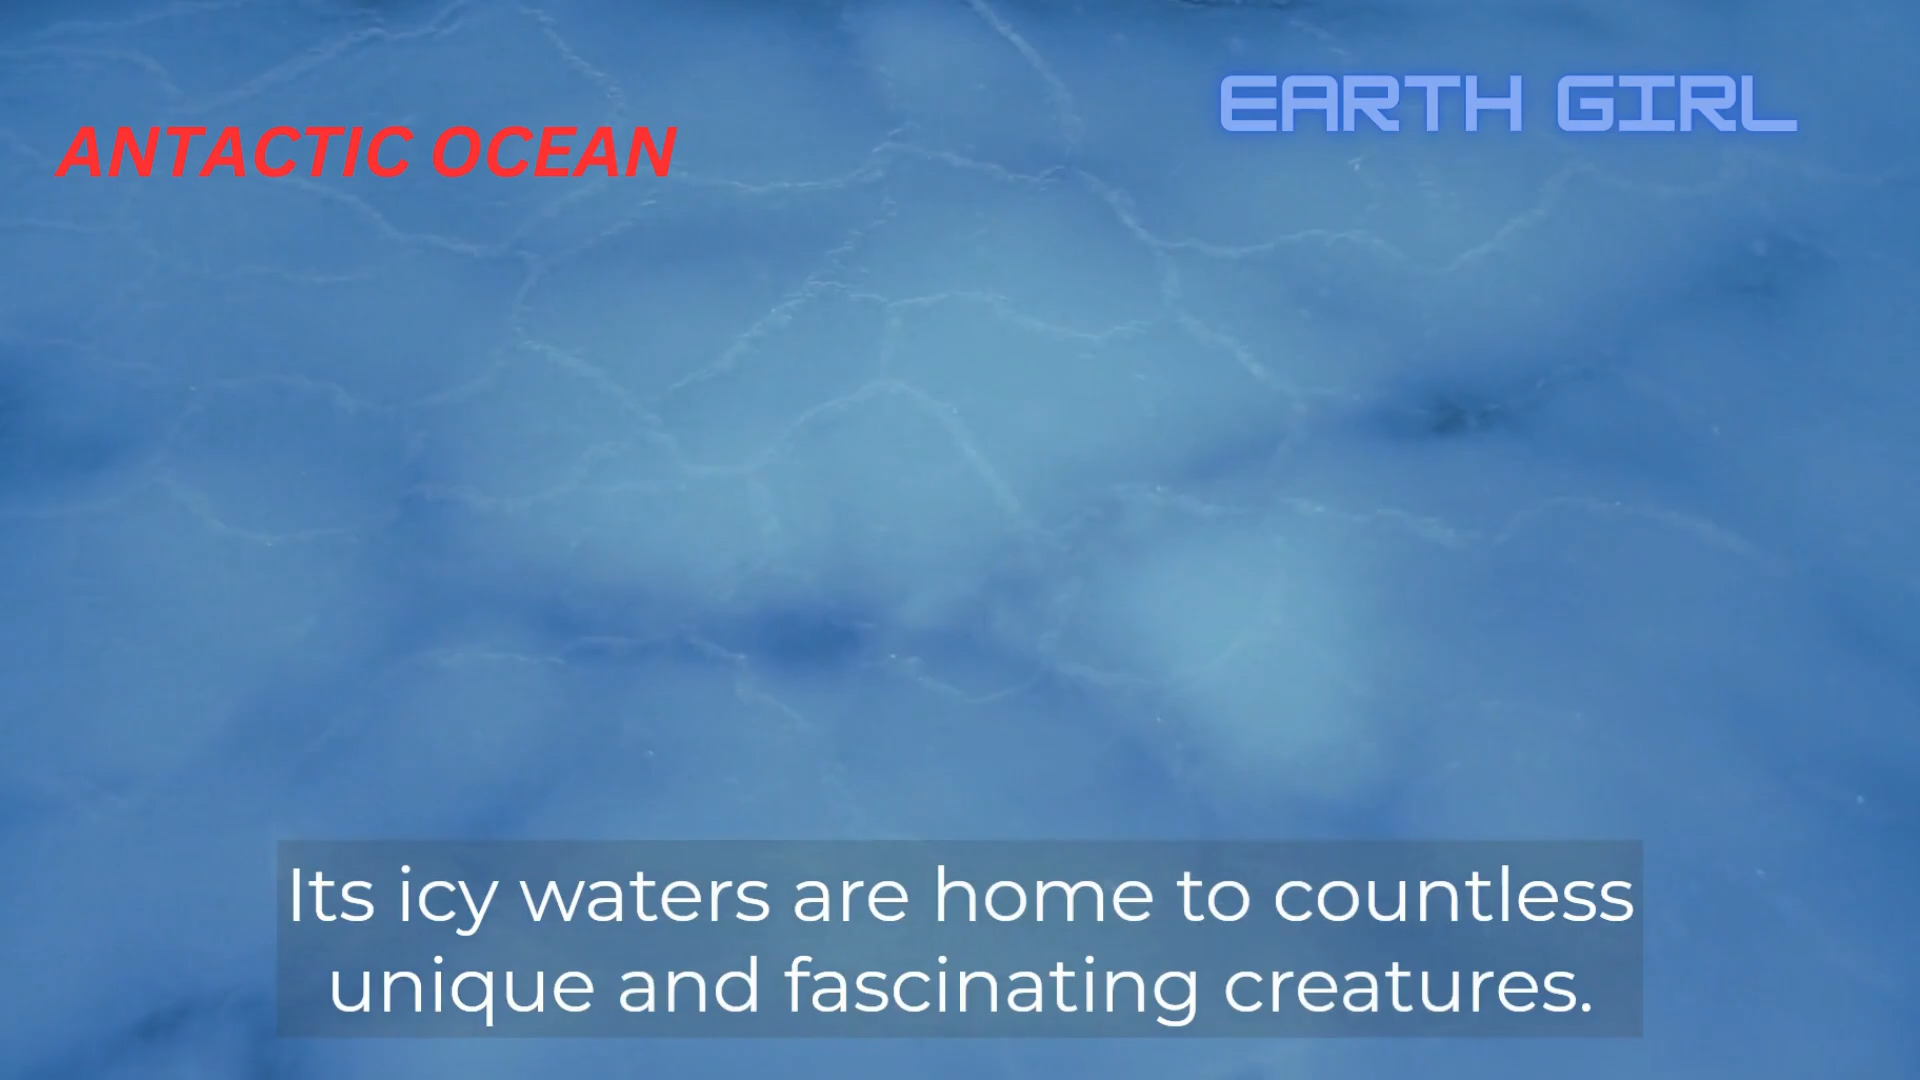 EARTH GIRL
ANTACTIC OCEAN
Its icy waters are home to countless
unique and fascinating creatures.